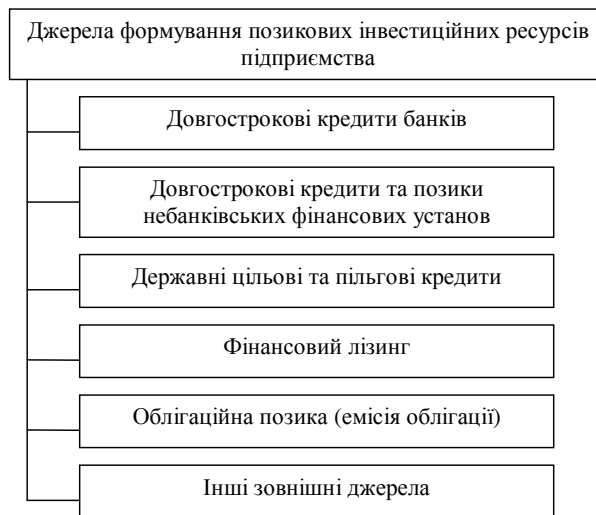 Джерела формування позикових інвестиційних ресурсів
підприємства
Довгострокові кредити банків
Довгострокові кредити та позики
небанківських фінансових установ
Державні цільові та пільгові кредити
Фінансовий лізинг
Облігаційна позика (емісія облігації)
Інші зовнішні джерела